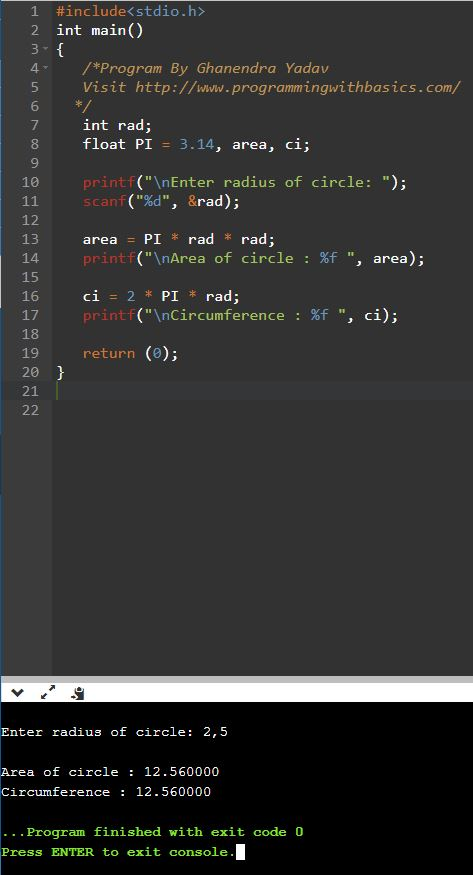 1 #include<stdio.h>
2 int main()
3 {
4 /*Program By Ghanendra Yadav
5 Visit http://www.programmingwithbasics.com/
6 */
7 int rad;
8 float PI = 3.14, area, ci;
9
10 printf("\nEnter radius of circle: ");
11 scanf("%d", &rad);
12
13 area = PI * rad * rad;
14 printf("\nArea of circle : %f ", area);
15
16 ci = 2 * PI * rad;
17 printf("\nCircumference : %f ", ci);
18
19 return (0);
20 }
21
22
Enter radius of circle: 2,5
Area of circle : 12.560000
Circumference : 12.560000
...Program finished with exit code 0
Press ENTER to exit console.